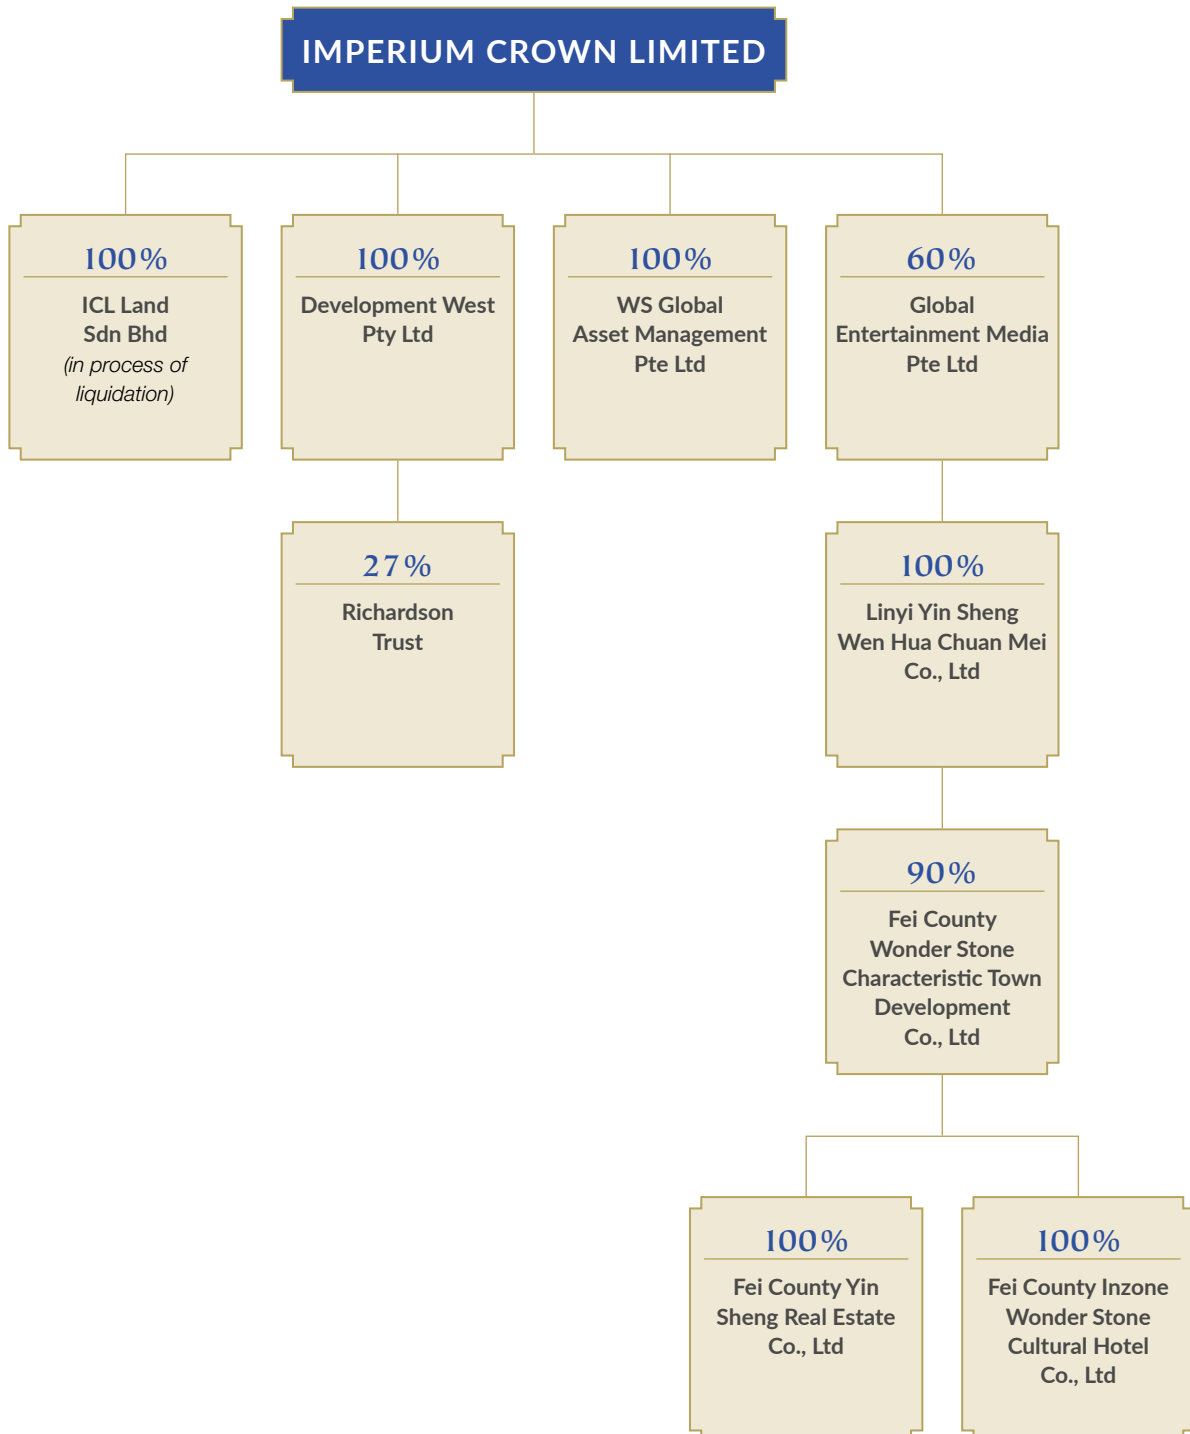 IMPERIUM CROWN LIMITED
100%
ICL Land
Sdn Bhd
(in process of
liquidation)
100%
Development West
Pty Ltd
100%
WS Global
Asset Management
Pte Ltd
60%
Global
Entertainment Media
Pte Ltd
27%
Richardson
Trust
100%
Linyi Yin Sheng
Wen Hua Chuan Mei
Co., Ltd
90%
Fei County
Wonder Stone
Characteristic Town
Development
Co., Ltd
100%
Fei County Yin
Sheng Real Estate
Co., Ltd
100%
Fei County Inzone
Wonder Stone
Cultural Hotel
Co., Ltd